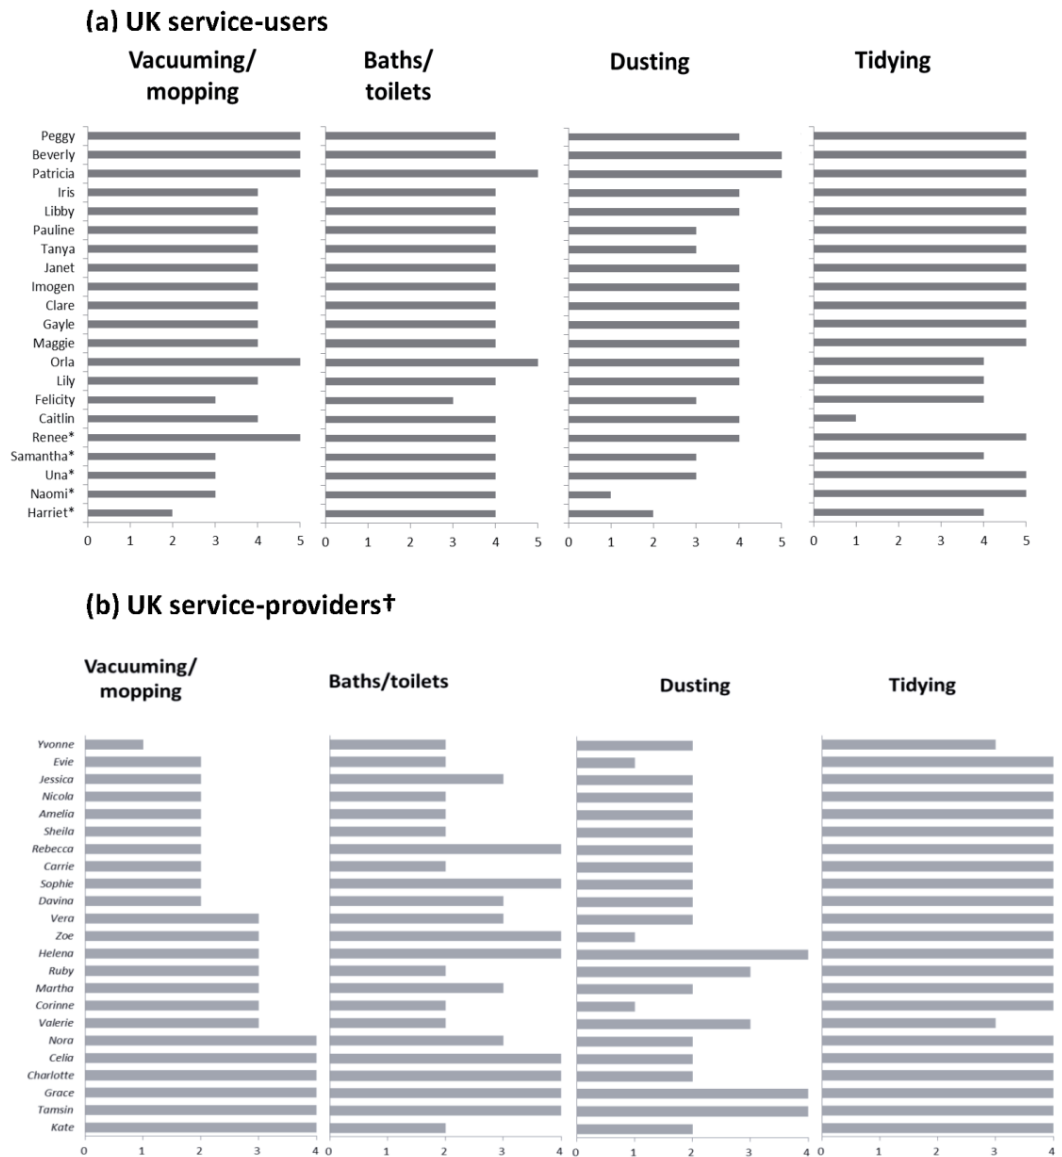 (a) UK service-users
Vacuuming/
mopping
Baths/
toilets
Dusting
Tidying
Peggy
Beverly
Patricia
Iris
Libby
Pauline
Tanya
Janet
Imogen
Clare
Gayle
Maggie
Orla
Lily
Felicity
Caitlin
Renee*
Samantha*
Una*
Naomi*
Harriet*
0 1 2 3 4 5
0 1 2 3 4 5
0 1 2 3 4 5
0 1 2 3 4 5
(b) UK service-providers†
Vacuuming/
mopping
Baths/toilets
Dusting
Tidying
Yvonne
Evie
Jessica
Nicola
Amelia
Sheila
Rebecca
Carrie
Sophie
Davina
Vera
Zoe
Helena
Ruby
Martha
Corinne
Valerie
Nora
Celia
Charlotte
Grace
Tamsin
Kate
0 1 2 3 4
0 1 2 3 4
0 1 2 3 4
0 1 2 3 4